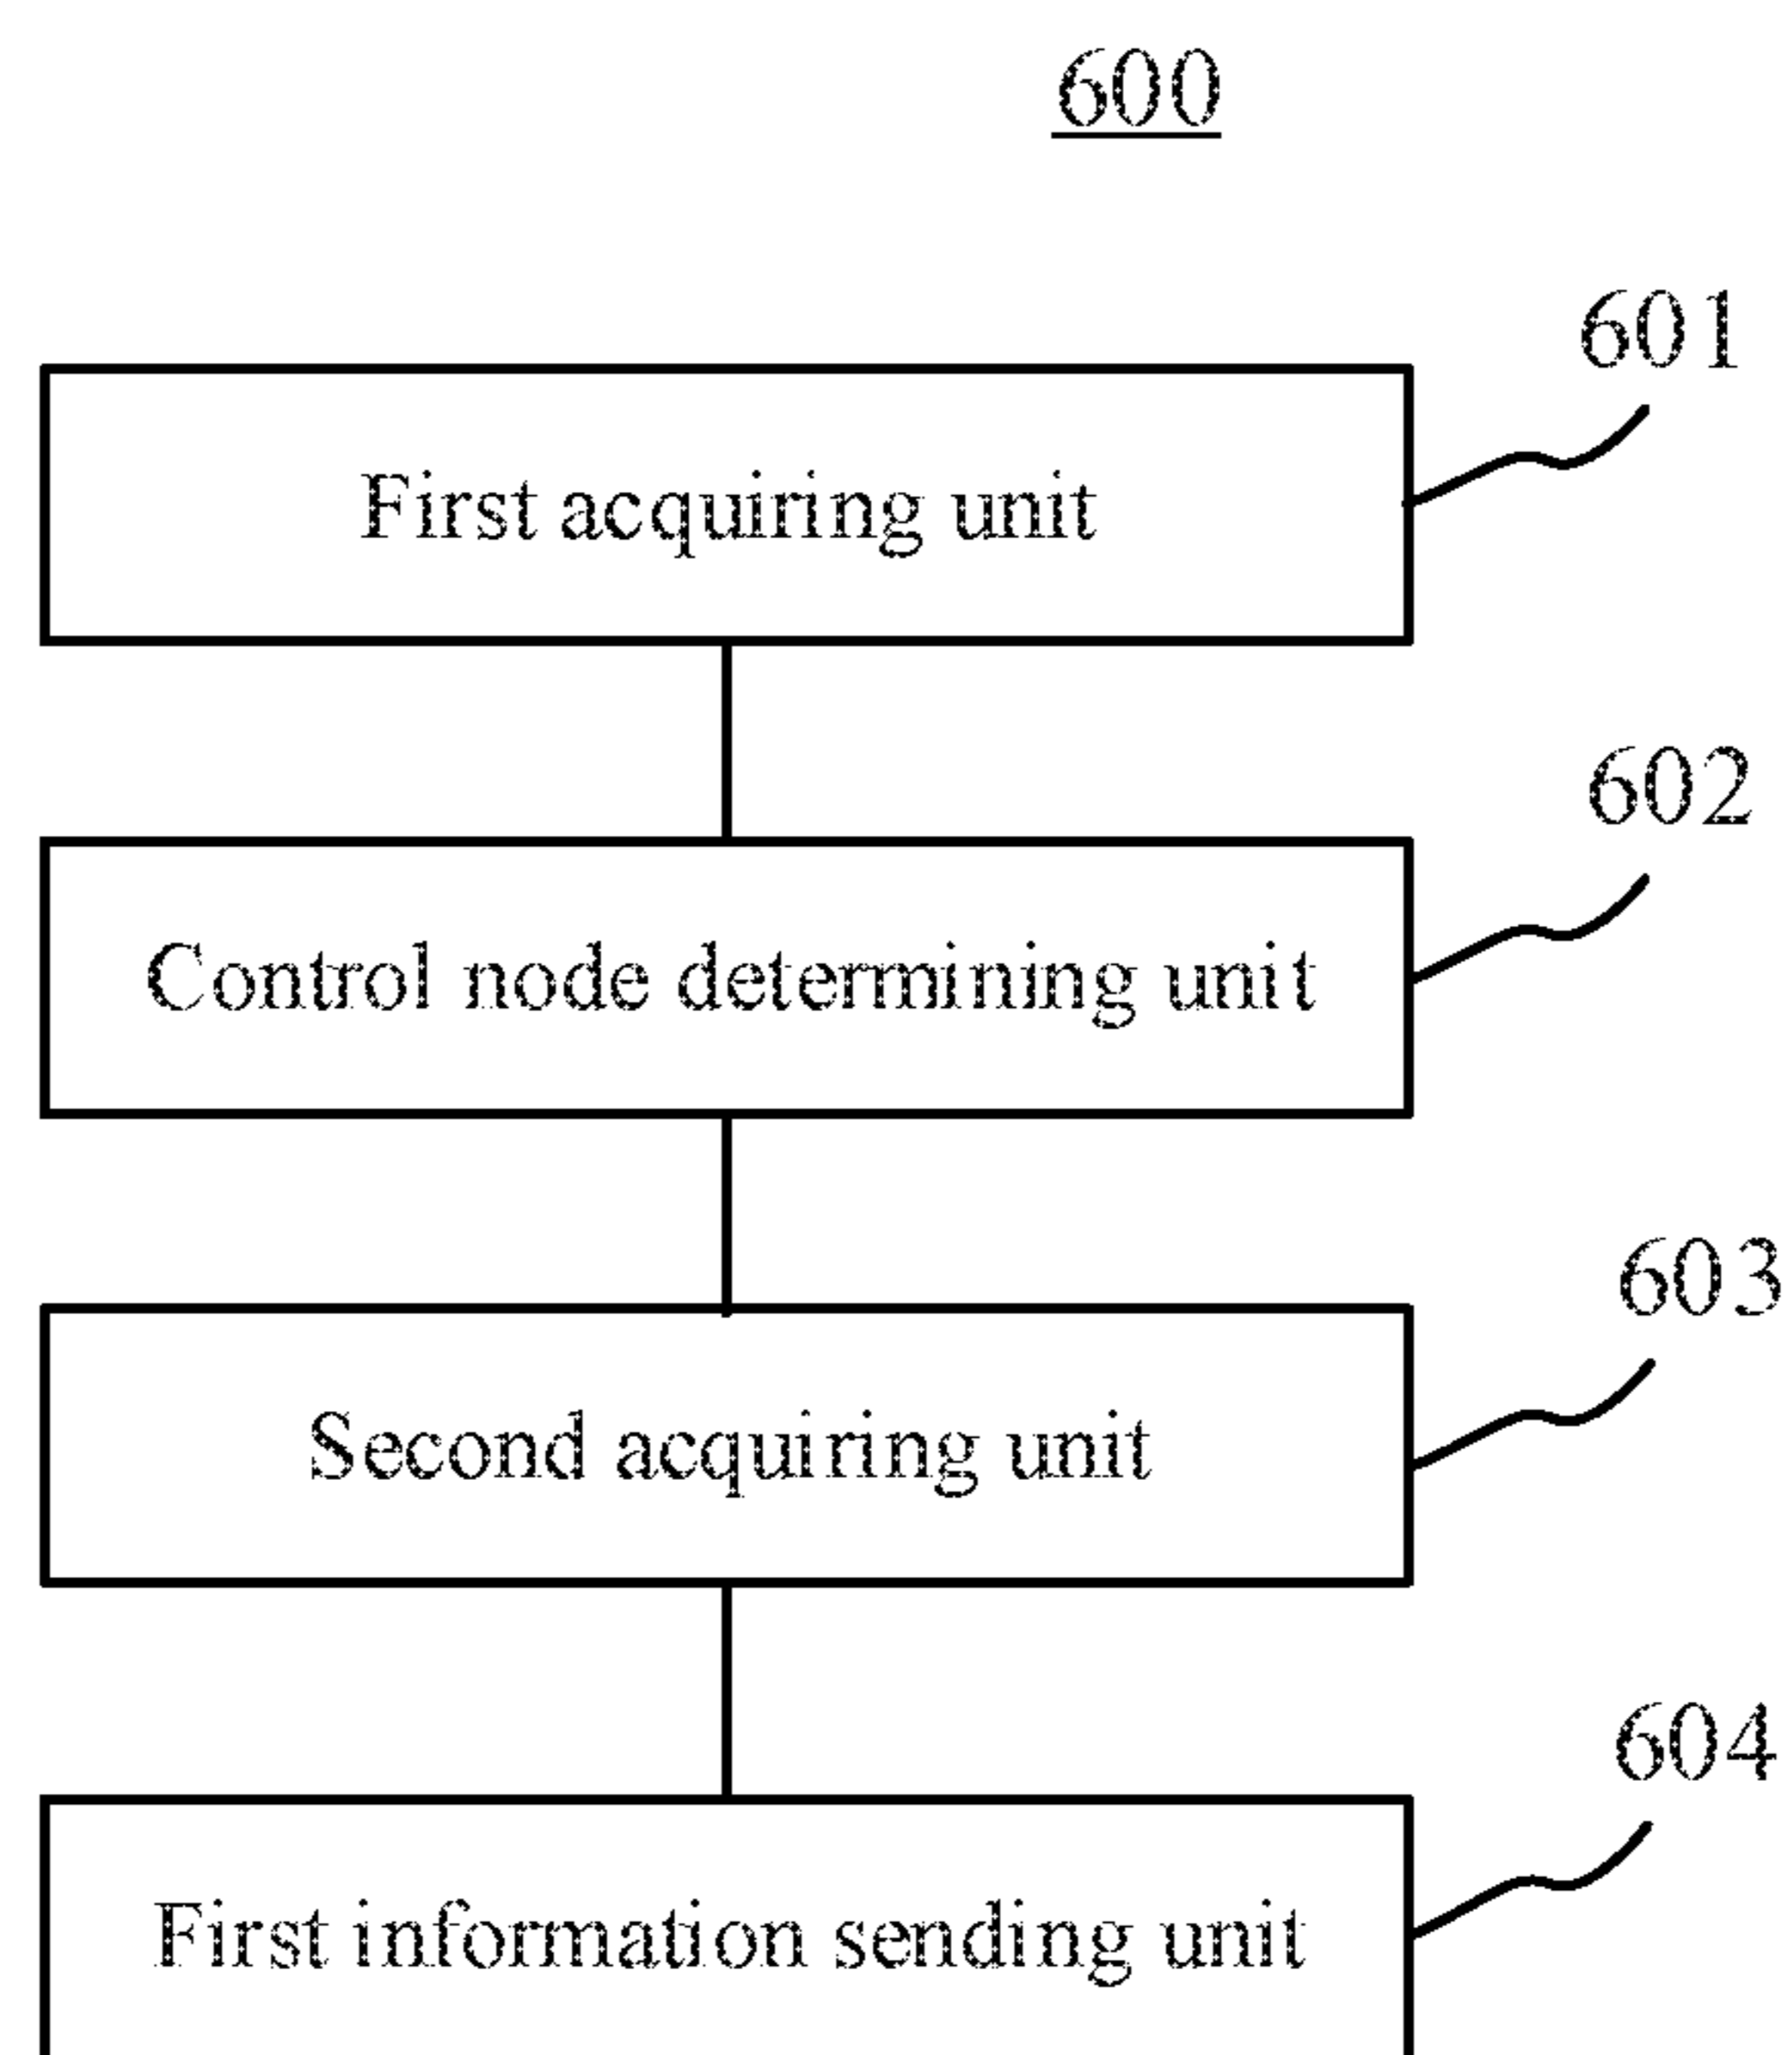 600
601
First acquiring unit
602
Control node determining unit
603
Second acquiring unit
604
First information sending unit